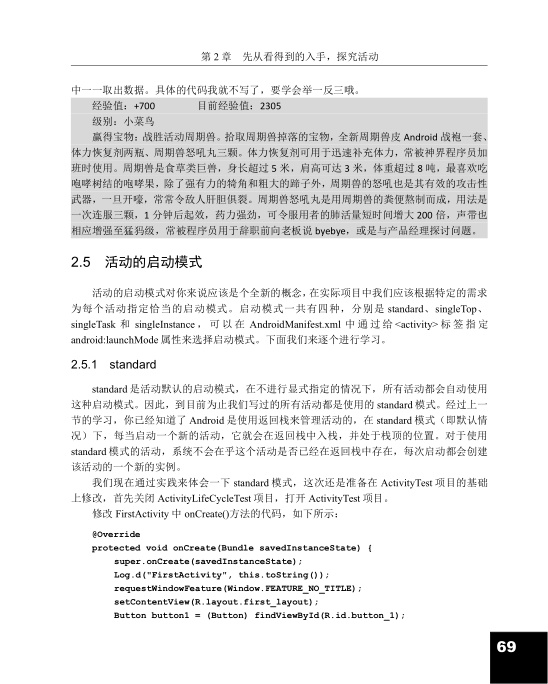 第 2 章　先从看得到的入手，探究活动
中一一取出数据。具体的代码我就不写了，要学会举一反三哦。
经验值：+700　　　目前经验值：2305
级别：小菜鸟
赢得宝物：战胜活动周期兽。拾取周期兽掉落的宝物，全新周期兽皮 Android 战袍一套、
体力恢复剂两瓶、周期兽怒吼丸三颗。体力恢复剂可用于迅速补充体力，常被神界程序员加
班时使用。周期兽是食草类巨兽，身长超过 5 米，肩高可达 3 米，体重超过 8 吨，最喜欢吃
咆哮树结的咆哮果，除了强有力的犄角和粗大的蹄子外，周期兽的怒吼也是其有效的攻击性
武器，一旦开嚎，常常令敌人肝胆俱裂。周期兽怒吼丸是用周期兽的粪便熬制而成，用法是
一次连服三颗，1 分钟后起效，药力强劲，可令服用者的肺活量短时间增大 200 倍，声带也
相应增强至猛犸级，常被程序员用于辞职前向老板说 byebye，或是与产品经理探讨问题。
2.5　活动的启动模式
活动的启动模式对你来说应该是个全新的概念，在实际项目中我们应该根据特定的需求
为每个活动指定恰当的启动模式。启动模式一共有四种，分别是 standard、singleTop、
singleTask 和 singleInstance，可以在 AndroidManifest.xml 中通过给<activity>标签指定
android:launchMode 属性来选择启动模式。下面我们来逐个进行学习。
2.5.1　standard
standard 是活动默认的启动模式，在不进行显式指定的情况下，所有活动都会自动使用
这种启动模式。因此，到目前为止我们写过的所有活动都是使用的 standard 模式。经过上一
节的学习，你已经知道了 Android 是使用返回栈来管理活动的，在 standard 模式（即默认情
况）下，每当启动一个新的活动，它就会在返回栈中入栈，并处于栈顶的位置。对于使用
standard 模式的活动，系统不会在乎这个活动是否已经在返回栈中存在，每次启动都会创建
该活动的一个新的实例。
我们现在通过实践来体会一下 standard 模式，这次还是准备在 ActivityTest 项目的基础
上修改，首先关闭 ActivityLifeCycleTest 项目，打开 ActivityTest 项目。
修改 FirstActivity 中 onCreate()方法的代码，如下所示：
@Override
protected void onCreate(Bundle savedInstanceState) {
super.onCreate(savedInstanceState);
Log.d("FirstActivity", this.toString());
requestWindowFeature(Window.FEATURE_NO_TITLE);
setContentView(R.layout.first_layout);
Button button1 = (Button) findViewById(R.id.button_1);
69